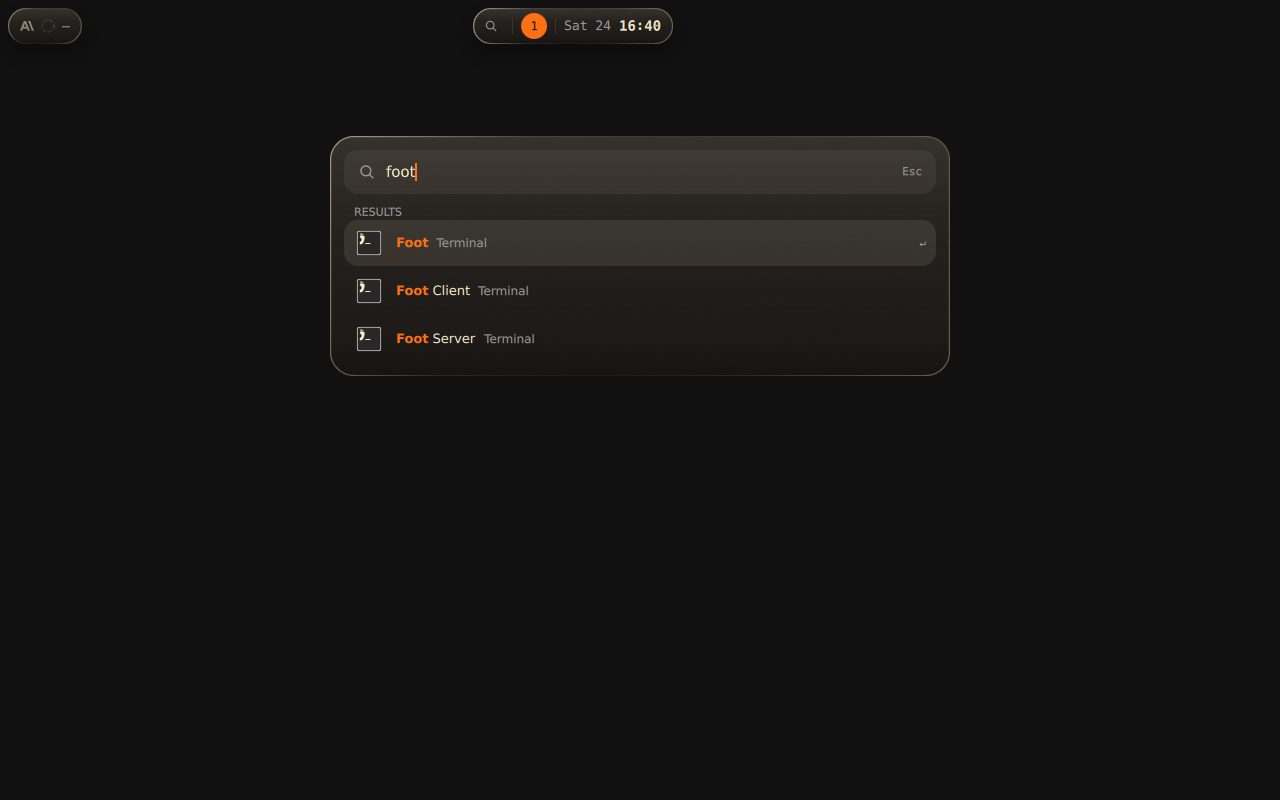 A\ –
1 Sat 24 16:40
foot Esc
RESULTS
Foot Terminal ↵
Foot Client Terminal
Foot Server Terminal